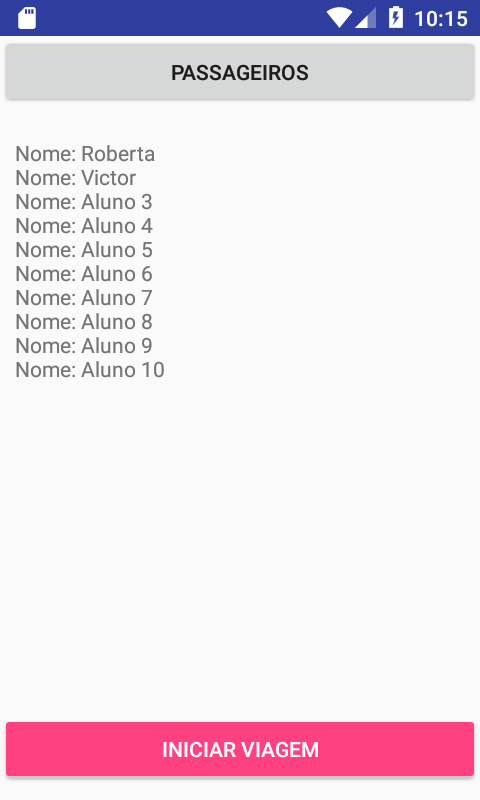 10:15
PASSAGEIROS
Nome: Roberta
Nome: Victor
Nome: Aluno 3
Nome: Aluno 4
Nome: Aluno 5
Nome: Aluno 6
Nome: Aluno 7
Nome: Aluno 8
Nome: Aluno 9
Nome: Aluno 10
INICIAR VIAGEM